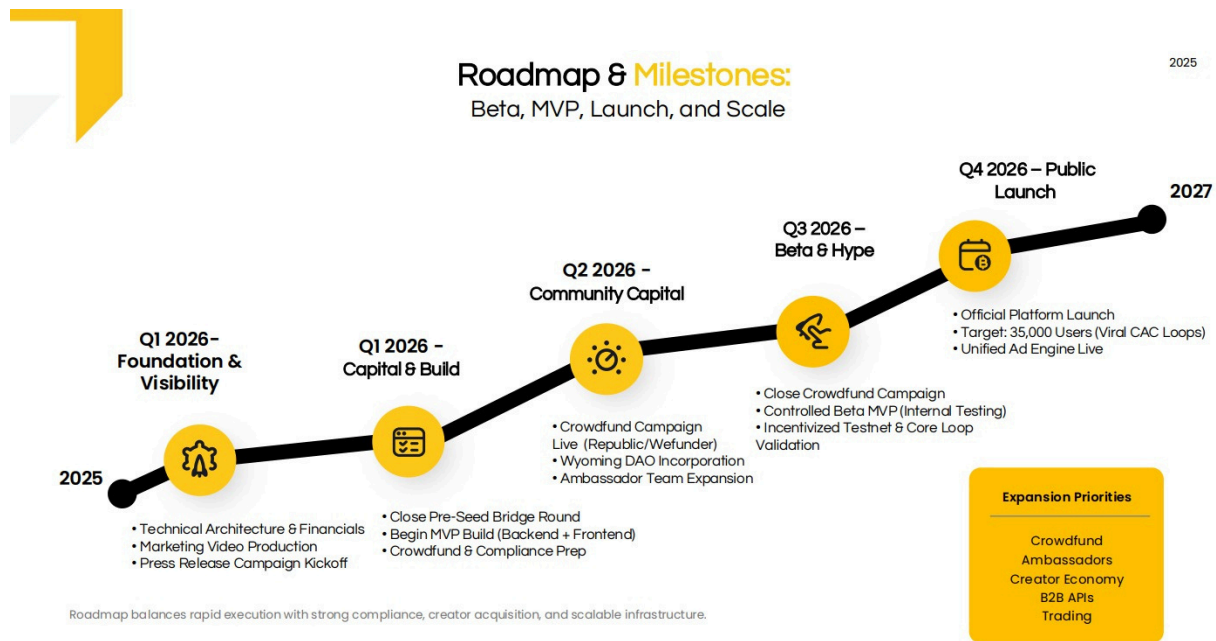 2025
Roadmap & Milestones:
Beta, MVP, Launch, and Scale
2025
Q1 2026–
Foundation &
Visibility
• Technical Architecture & Financials
• Marketing Video Production
• Press Release Campaign Kickoff
Q1 2026 –
Capital & Build
• Close Pre-Seed Bridge Round
• Begin MVP Build (Backend + Frontend)
• Crowdfund & Compliance Prep
Q2 2026 -
Community Capital
• Crowdfund Campaign
Live (Republic/Wefunder)
• Wyoming DAO Incorporation
• Ambassador Team Expansion
Q3 2026 –
Beta & Hype
• Close Crowdfund Campaign
• Controlled Beta MVP (Internal Testing)
• Incentivized Testnet & Core Loop
Validation
Q4 2026 – Public
Launch
• Official Platform Launch
• Target: 35,000 Users (Viral CAC Loops)
• Unified Ad Engine Live
2027
Expansion Priorities
Crowdfund
Ambassadors
Creator Economy
B2B APIs
Trading
Roadmap balances rapid execution with strong compliance, creator acquisition, and scalable infrastructure.